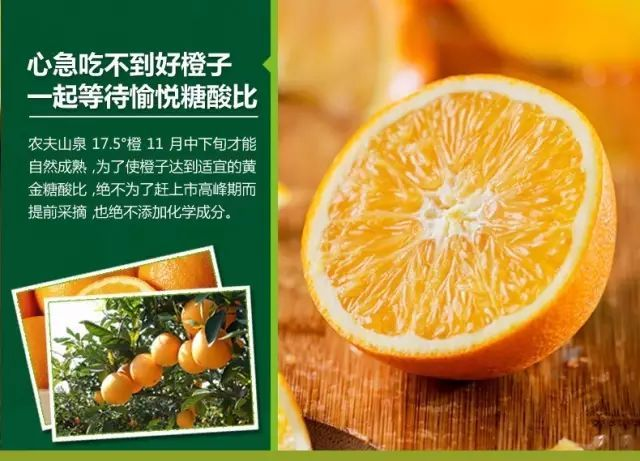 心急吃不到好橙子
一起等待愉悦糖酸比
农夫山泉 17.5°橙 11 月中下旬才能
自然成熟,为了使橙子达到适宜的黄
金糖酸比,绝不为了赶上市高峰期而
提前采摘,也绝不添加化学成分。